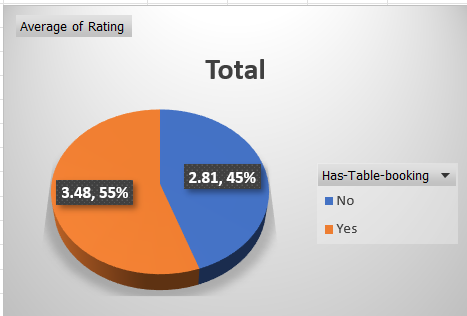 Average of Rating
Total
3.48, 55%
2.81, 45%
Has-Table-booking
No
Yes